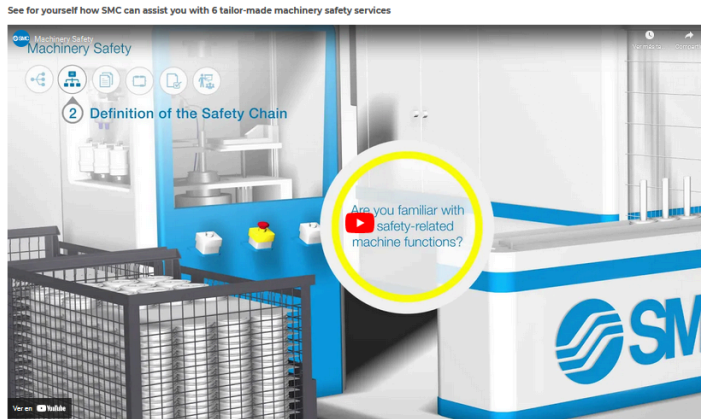 See for yourself how SMC can assist you with 6 tailor-made machinery safety services
SMC
Machinery Safety
Machinery Safety
Ver más ta
2
Definition of the Safety Chain
Are you familiar with
safety-related
machine functions?
SM
Ver en YouTube